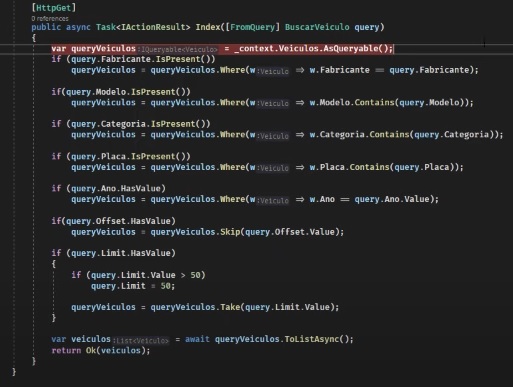 [HttpGet]
0 references
public async Task<IActionResult> Index([FromQuery] BuscarVeiculo query)
{
var queryVeiculos :IQueryable<Veiculo> = _context.Veiculos.AsQueryable();
if (query.Fabricante.IsPresent())
queryVeiculos = queryVeiculos.Where(w :Veiculo => w.Fabricante == query.Fabricante);
if(query.Modelo.IsPresent())
queryVeiculos = queryVeiculos.Where(w :Veiculo => w.Modelo.Contains(query.Modelo));
if (query.Categoria.IsPresent())
queryVeiculos = queryVeiculos.Where(w :Veiculo => w.Categoria.Contains(query.Categoria));
if (query.Placa.IsPresent())
queryVeiculos = queryVeiculos.Where(w :Veiculo => w.Placa.Contains(query.Placa));
if (query.Ano.HasValue)
queryVeiculos = queryVeiculos.Where(w :Veiculo => w.Ano == query.Ano.Value);
if(query.Offset.HasValue)
queryVeiculos = queryVeiculos.Skip(query.Offset.Value);
if (query.Limit.HasValue)
{
if (query.Limit.Value > 50)
query.Limit = 50;
queryVeiculos = queryVeiculos.Take(query.Limit.Value);
}
var veiculos :List<Veiculo> = await queryVeiculos.ToListAsync();
return Ok(veiculos);
}
}